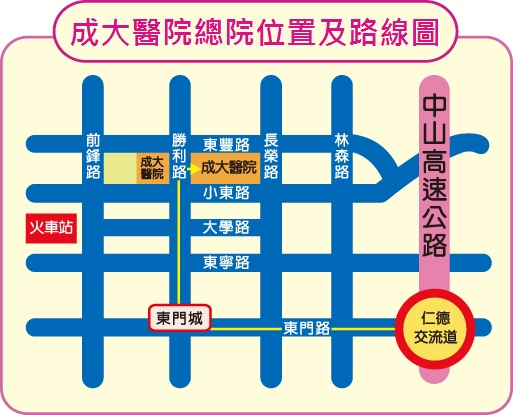 成大醫院總院位置及路線圖
中山高速公路
前鋒路
勝利路
東豐路
長榮路
林森路
成大
醫院
成大醫院
小東路
火車站
大學路
東寧路
東門城
東門路
仁德
交流道